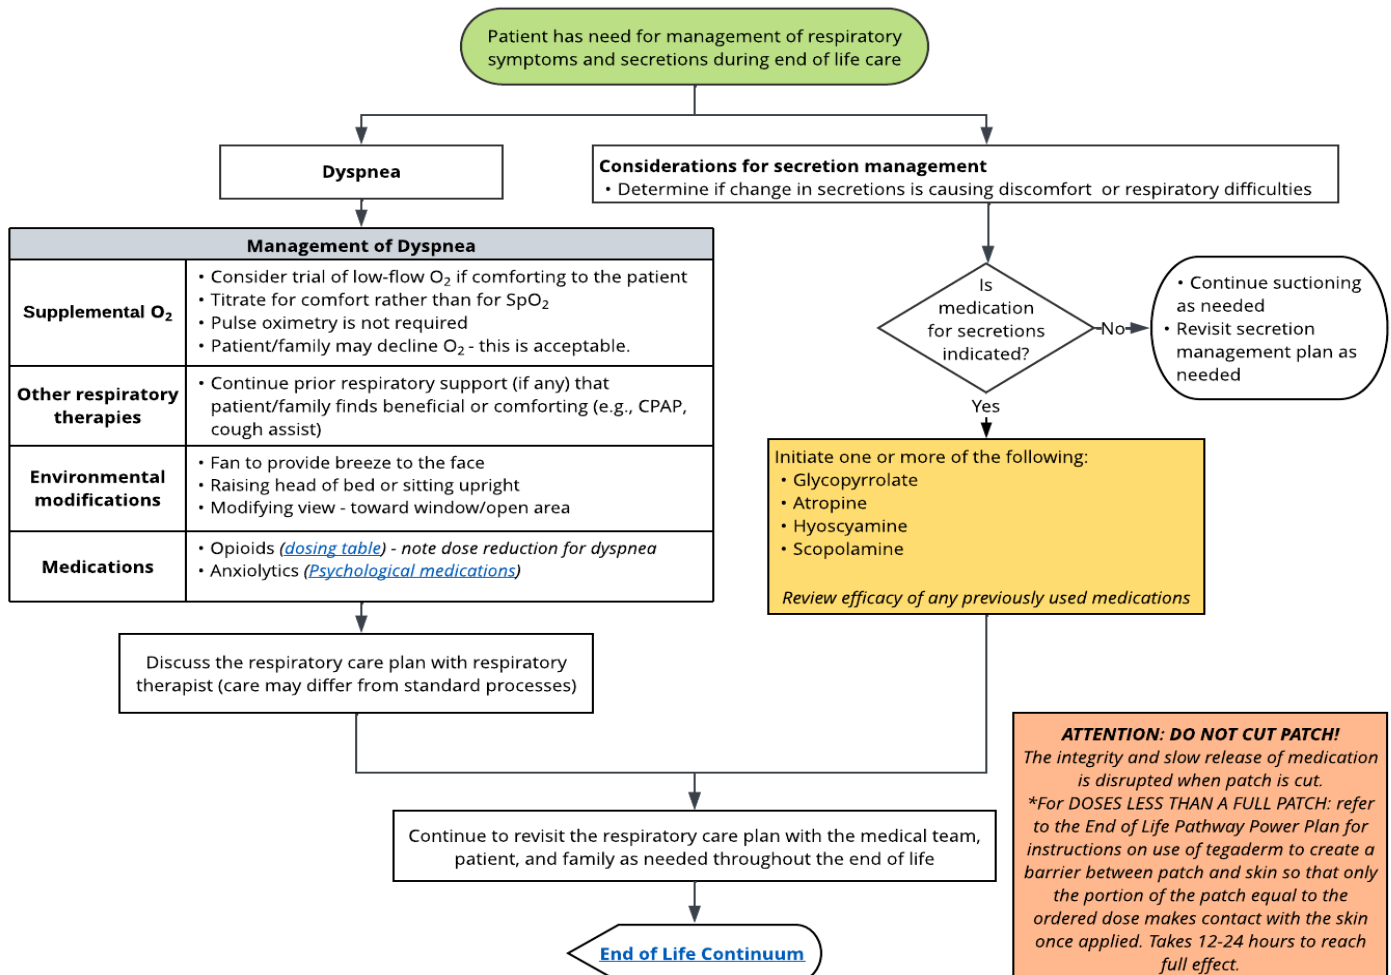 Patient has need for management of respiratory
symptoms and secretions during end of life care
Dyspnea
Considerations for secretion management
• Determine if change in secretions is causing discomfort or respiratory difficulties
Management of Dyspnea
Supplemental O₂
• Consider trial of low-flow O₂ if comforting to the patient
• Titrate for comfort rather than for SpO₂
• Pulse oximetry is not required
• Patient/family may decline O₂ - this is acceptable.
Other respiratory
therapies
• Continue prior respiratory support (if any) that
patient/family finds beneficial or comforting (e.g., CPAP,
cough assist)
Environmental
modifications
• Fan to provide breeze to the face
• Raising head of bed or sitting upright
• Modifying view - toward window/open area
Medications
• Opioids (dosing table) - note dose reduction for dyspnea
• Anxiolytics (Psychological medications)
Is
medication
for secretions
indicated?
No
• Continue suctioning
as needed
• Revisit secretion
management plan as
needed
Yes
Initiate one or more of the following:
• Glycopyrrolate
• Atropine
• Hyoscyamine
• Scopolamine
Review efficacy of any previously used medications
Discuss the respiratory care plan with respiratory
therapist (care may differ from standard processes)
Continue to revisit the respiratory care plan with the medical team,
patient, and family as needed throughout the end of life
End of Life Continuum
ATTENTION: DO NOT CUT PATCH!
The integrity and slow release of medication
is disrupted when patch is cut.
*For DOSES LESS THAN A FULL PATCH: refer
to the End of Life Pathway Power Plan for
instructions on use of tegaderm to create a
barrier between patch and skin so that only
the portion of the patch equal to the
ordered dose makes contact with the skin
once applied. Takes 12-24 hours to reach
full effect.